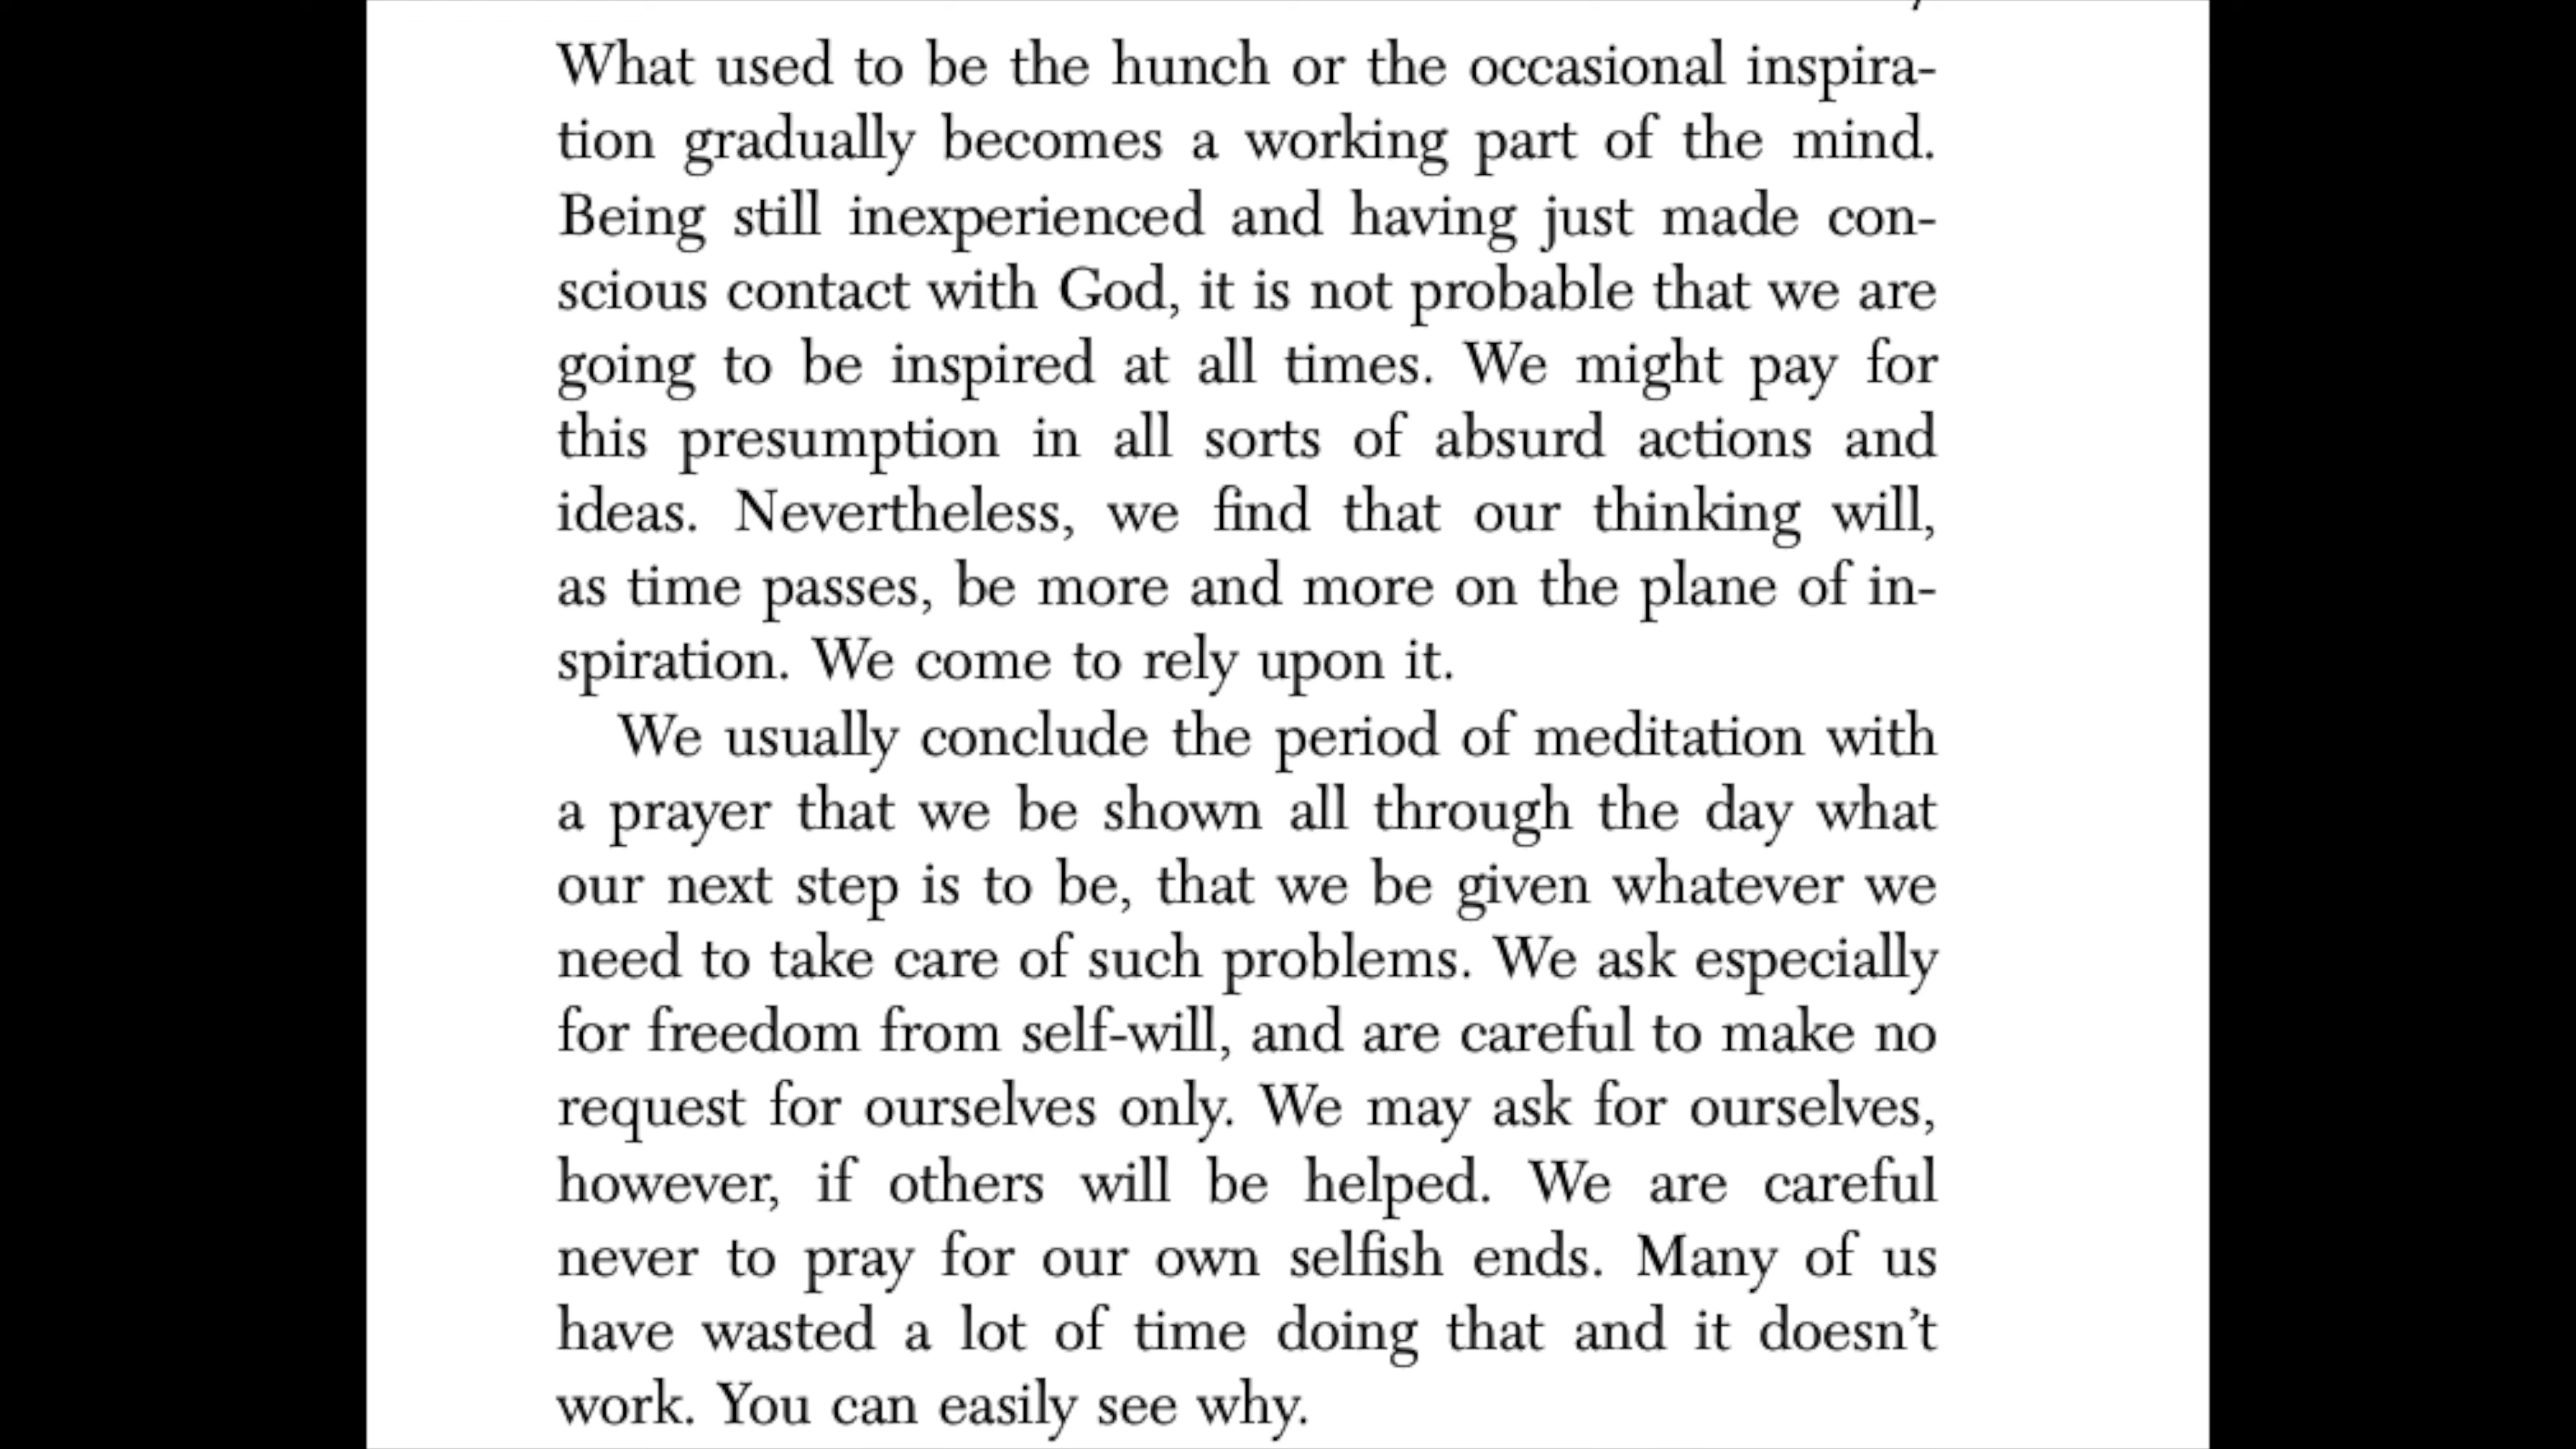 What used to be the hunch or the occasional inspira-
tion gradually becomes a working part of the mind.
Being still inexperienced and having just made con-
scious contact with God, it is not probable that we are
going to be inspired at all times. We might pay for
this presumption in all sorts of absurd actions and
ideas. Nevertheless, we find that our thinking will,
as time passes, be more and more on the plane of in-
spiration. We come to rely upon it.
We usually conclude the period of meditation with
a prayer that we be shown all through the day what
our next step is to be, that we be given whatever we
need to take care of such problems. We ask especially
for freedom from self-will, and are careful to make no
request for ourselves only. We may ask for ourselves,
however, if others will be helped. We are careful
never to pray for our own selfish ends. Many of us
have wasted a lot of time doing that and it doesn’t
work. You can easily see why.